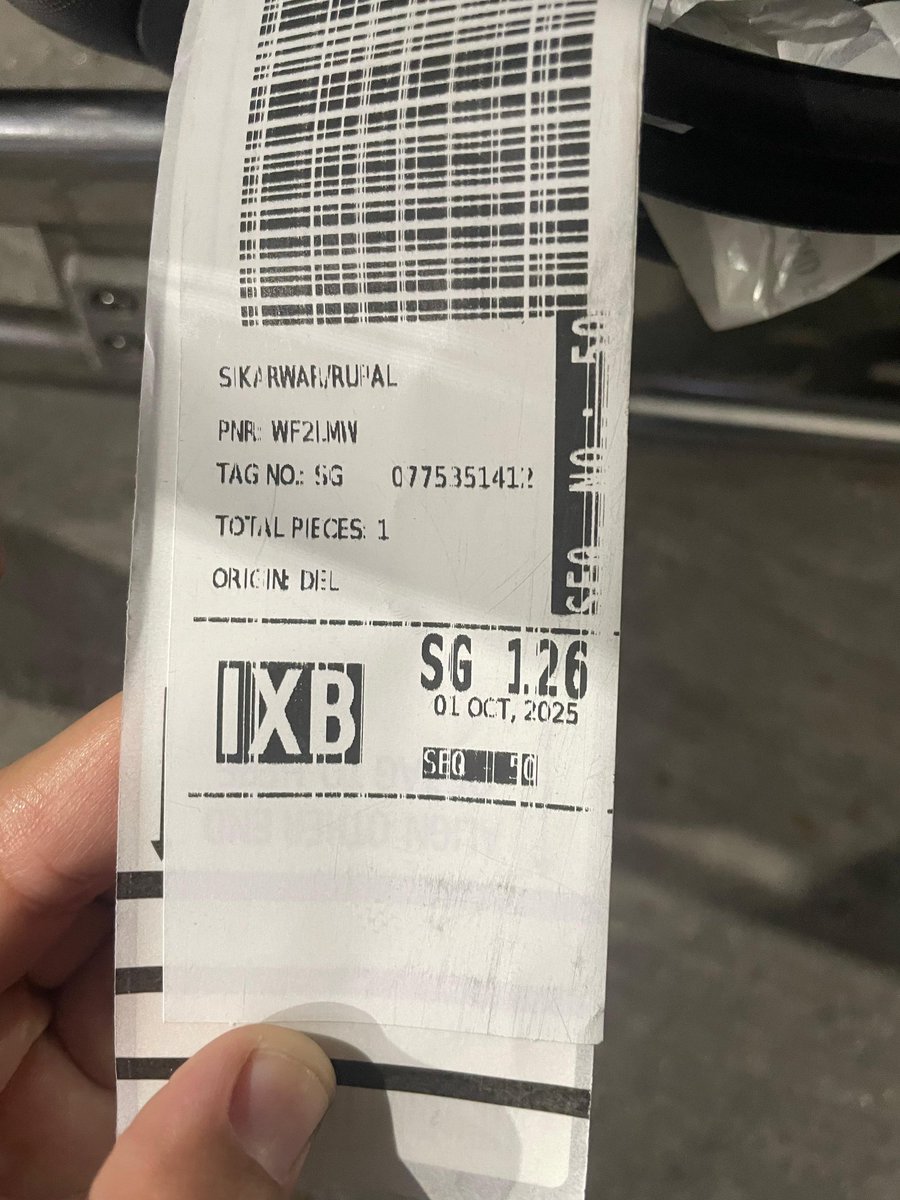 SIKARWAR/RUPAL
PNR: WF2LMW
TAG NO.: SG 0775351412
TOTAL PIECES: 1
ORIGIN: DEL
SEQ NO. : 50
IXB
SG 126
01 OCT, 2025
SEQ : 50